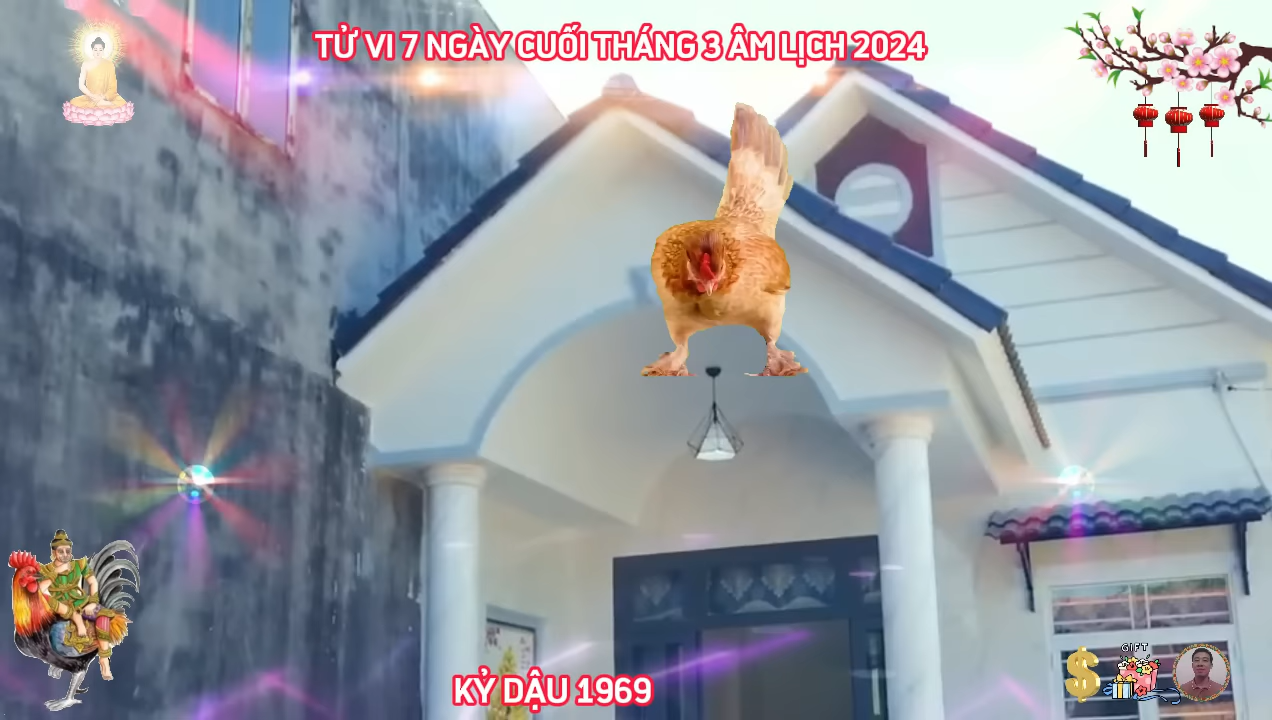 TỬ VI 7 NGÀY CUỐI THÁNG 3 ÂM LỊCH 2024
GIFT
KỶ DẬU 1969